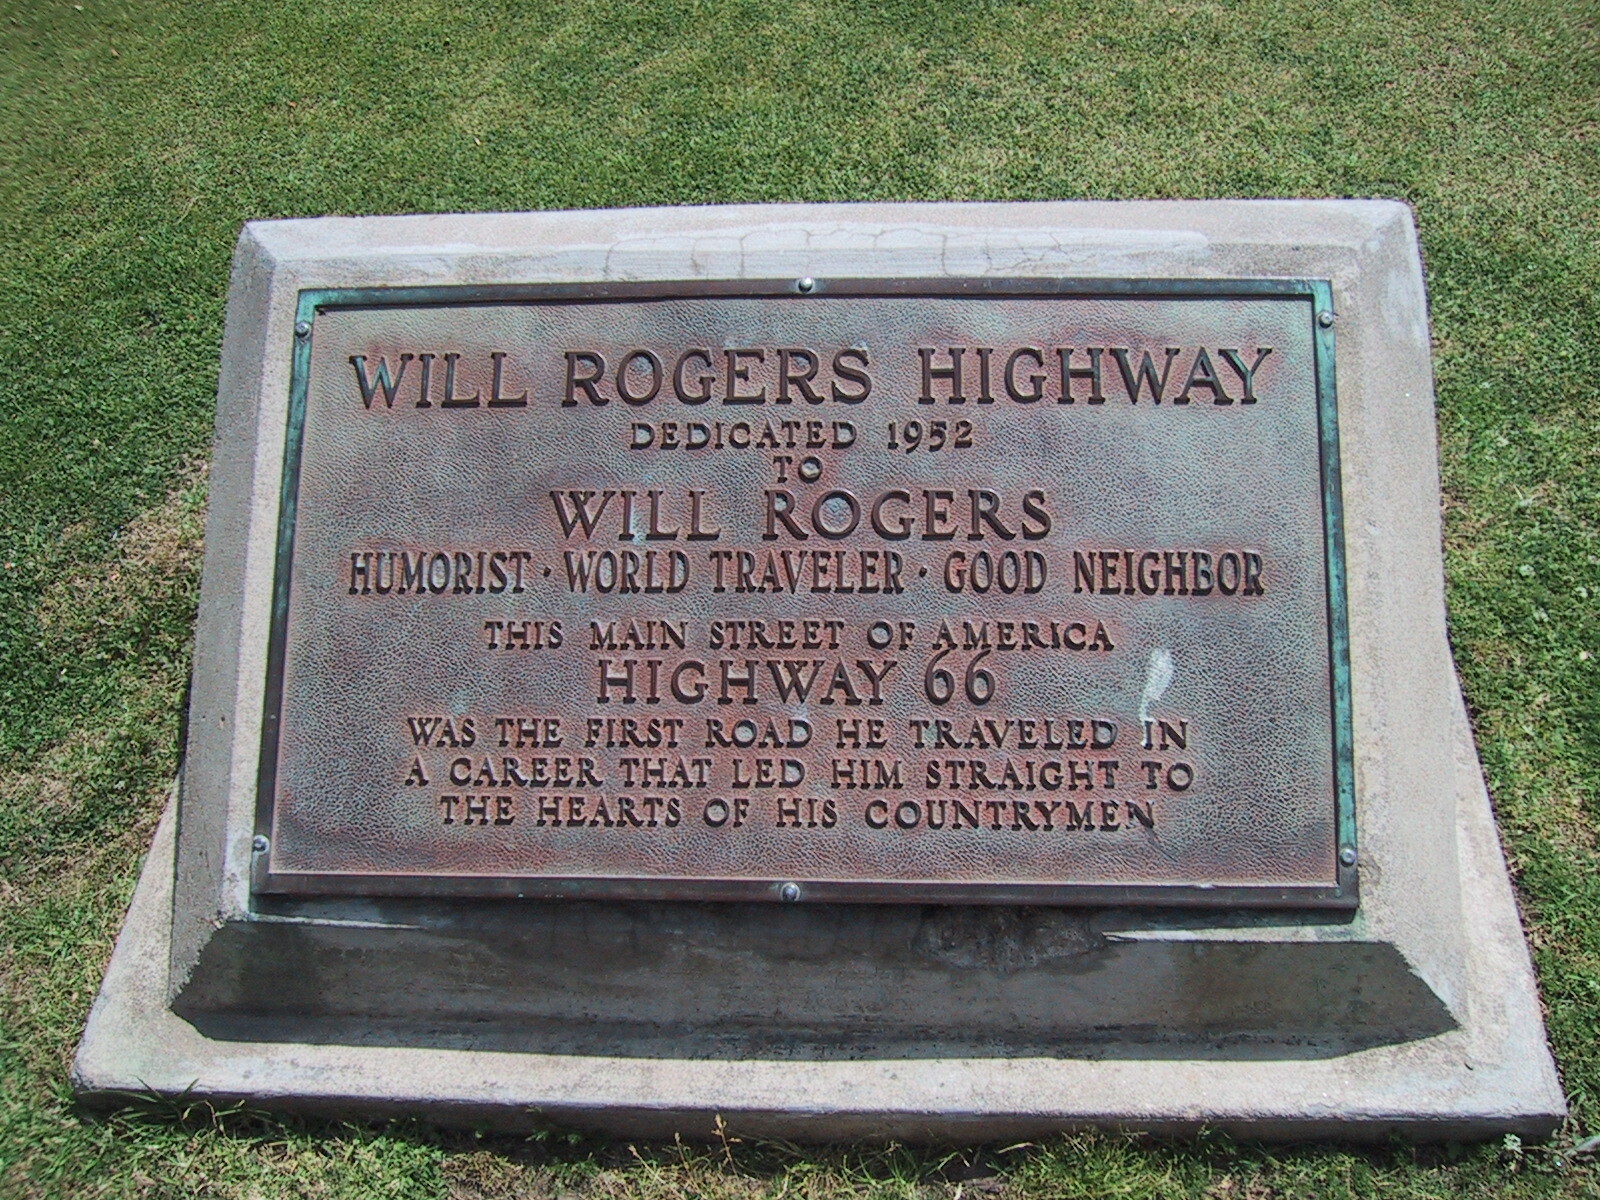 WILL ROGERS HIGHWAY
DEDICATED 1952
TO
WILL ROGERS
HUMORIST · WORLD TRAVELER · GOOD NEIGHBOR
THIS MAIN STREET OF AMERICA
HIGHWAY 66
WAS THE FIRST ROAD HE TRAVELED IN
A CAREER THAT LED HIM STRAIGHT TO
THE HEARTS OF HIS COUNTRYMEN